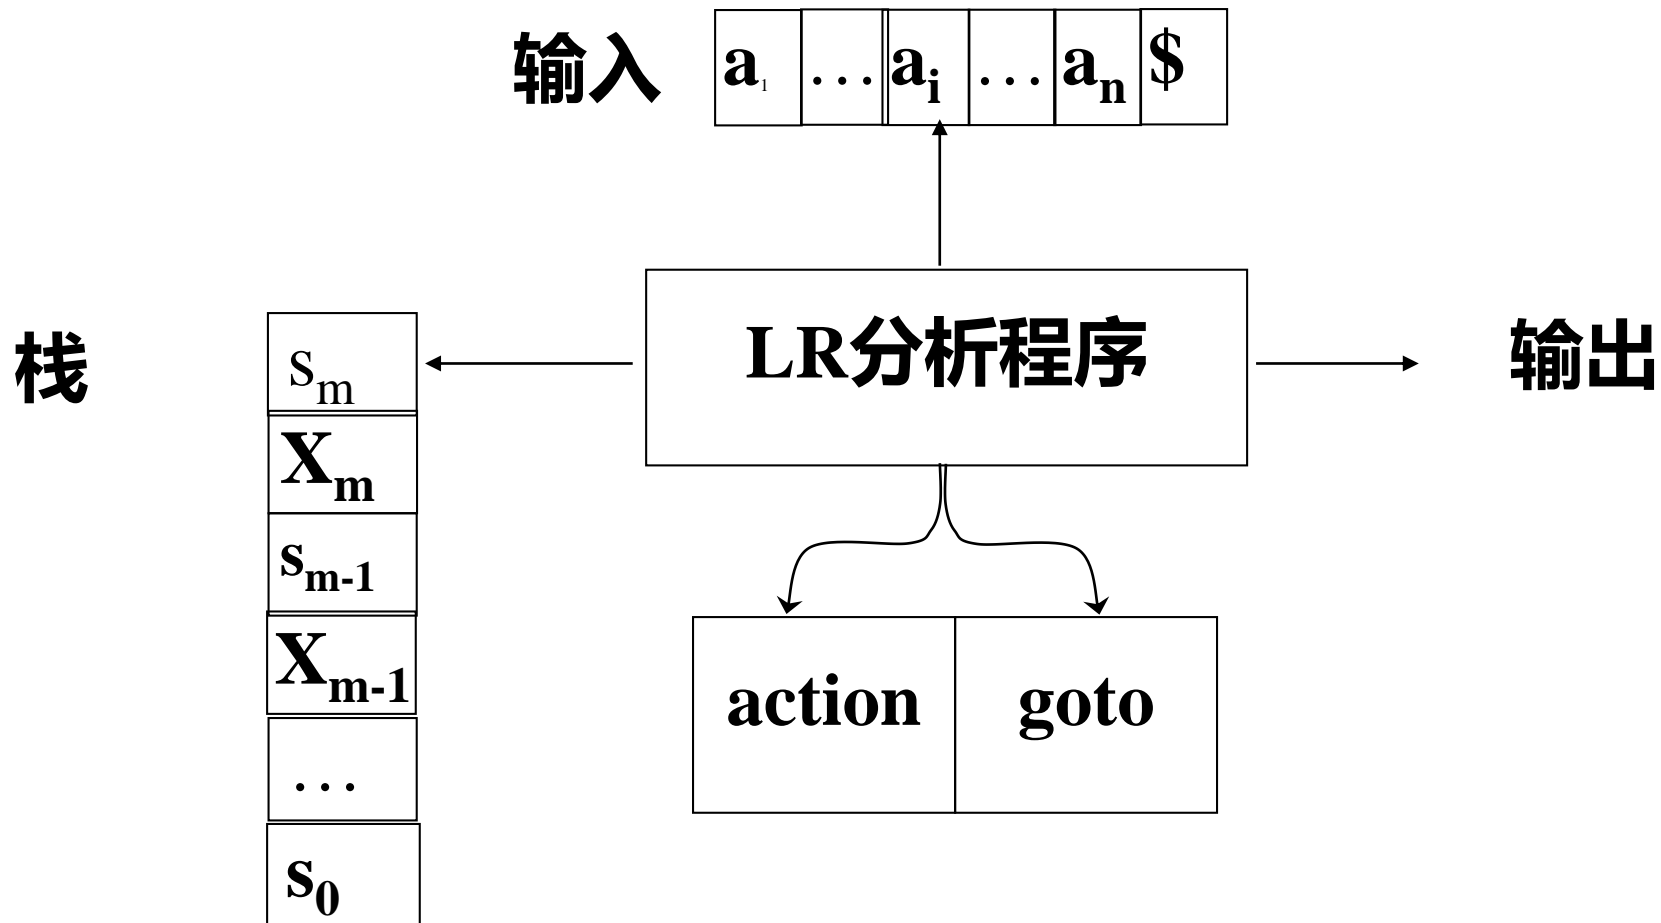 输入 a₁ ... aᵢ ... aₙ $
LR分析程序
输出
栈
sₘ
Xₘ
sₘ₋₁
Xₘ₋₁
...
s₀
action goto